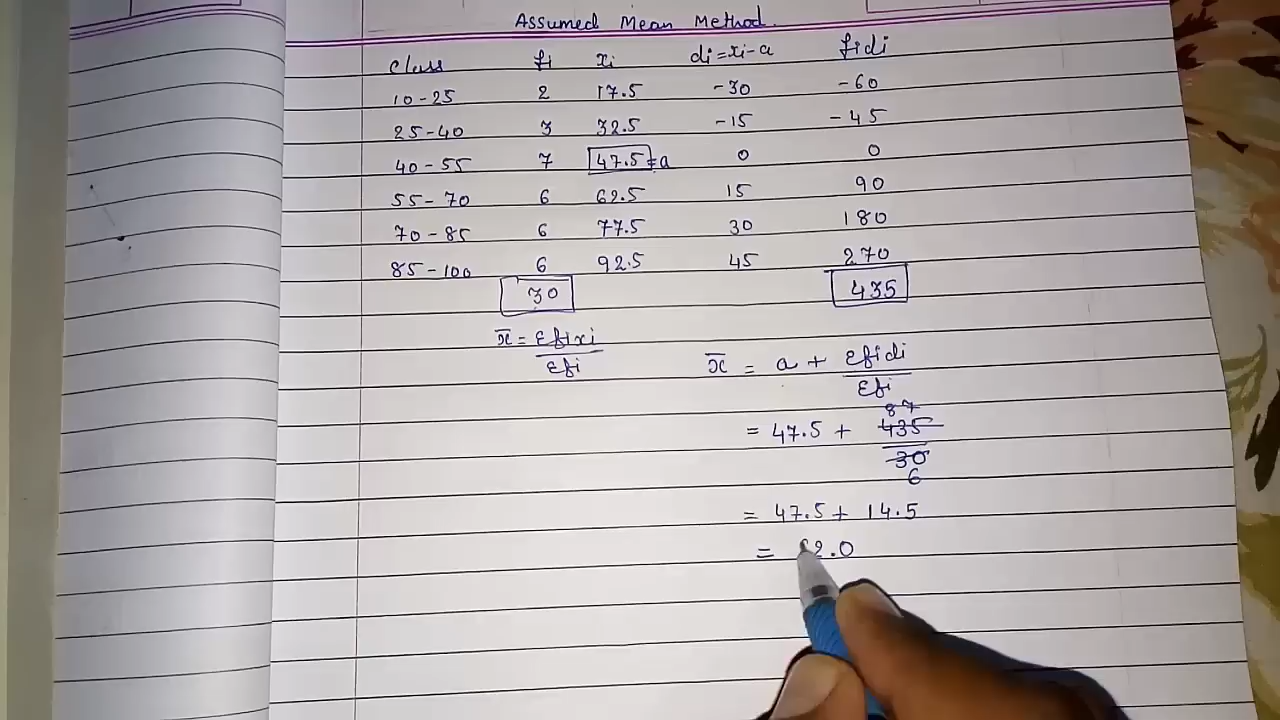 Assumed Mean Method.
Class fi xi di=xi-a fidi
10-25 2 17.5 -30 -60
25-40 3 32.5 -15 -45
40-55 7 47.5=a 0 0
55-70 6 62.5 15 90
70-85 6 77.5 30 180
85-100 6 92.5 45 270
30 435
x̄ = Σfixi
Σfi
x̄ = a + Σfidi
Σfi
87
= 47.5 + 435
30
6
= 47.5 + 14.5
= 62.0